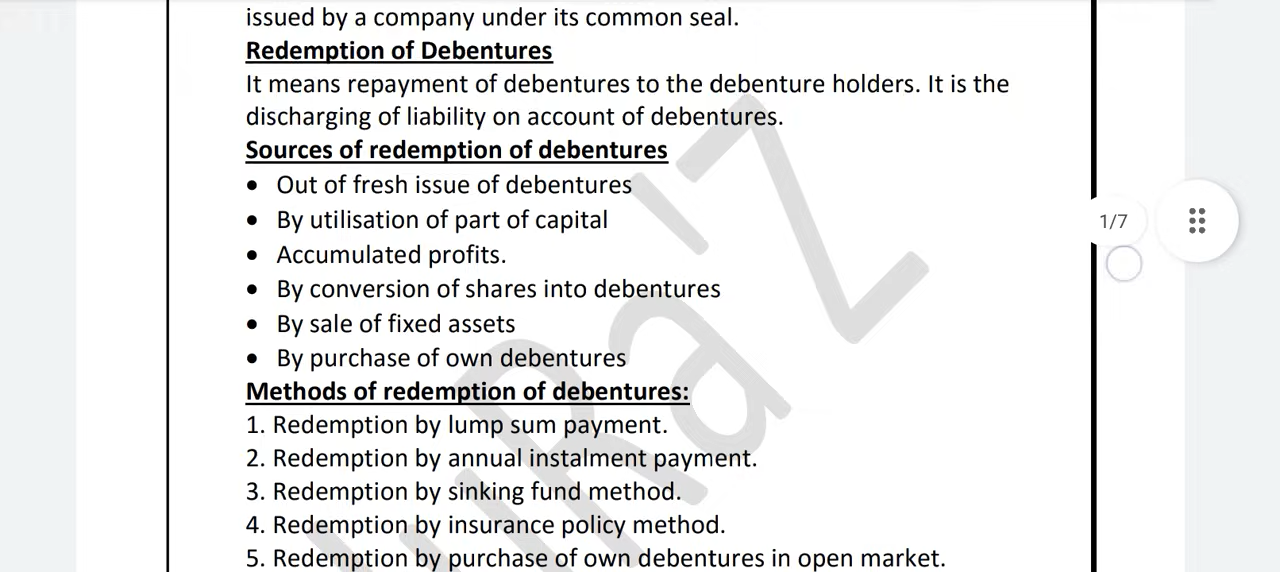 issued by a company under its common seal.
Redemption of Debentures
It means repayment of debentures to the debenture holders. It is the
discharging of liability on account of debentures.
Sources of redemption of debentures
• Out of fresh issue of debentures
• By utilisation of part of capital
1/7
• Accumulated profits.
• By conversion of shares into debentures
• By sale of fixed assets
• By purchase of own debentures
Methods of redemption of debentures:
1. Redemption by lump sum payment.
2. Redemption by annual instalment payment.
3. Redemption by sinking fund method.
4. Redemption by insurance policy method.
5. Redemption by purchase of own debentures in open market.